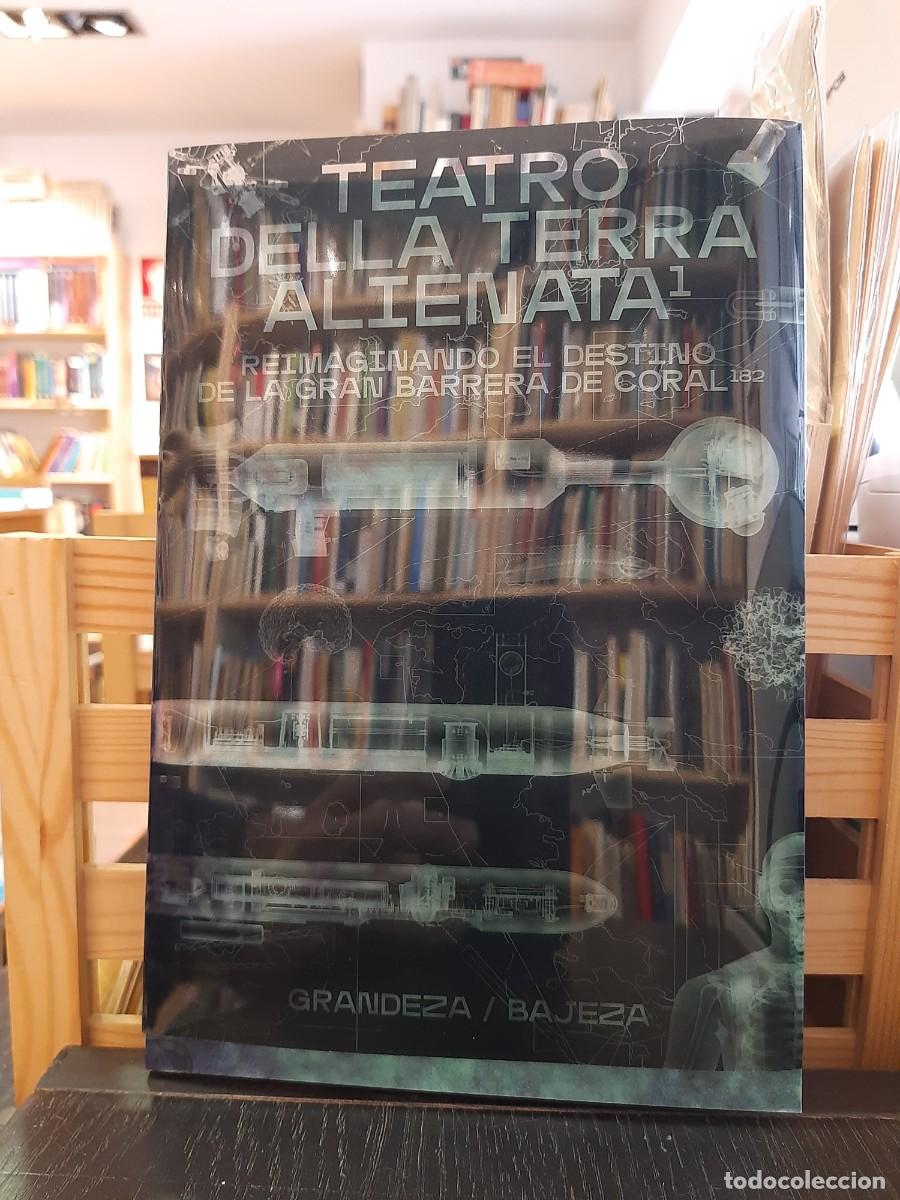 TEATRO
DELLA TERRA
ALIENATA¹
REIMAGINANDO EL DESTINO
DE LA GRAN BARRERA DE CORAL¹⁸²
GRANDEZA / BAJEZA
todocoleccion